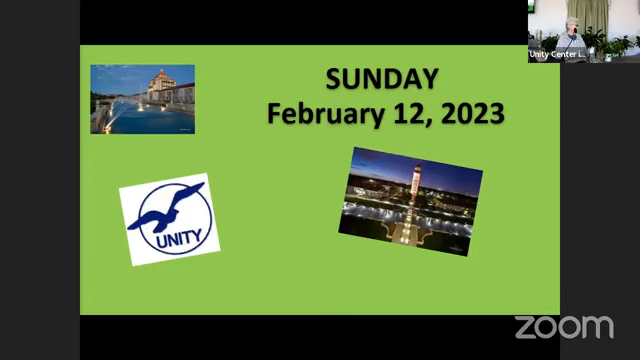 Unity Center i...
SUNDAY
February 12, 2023
UNITY
zoom